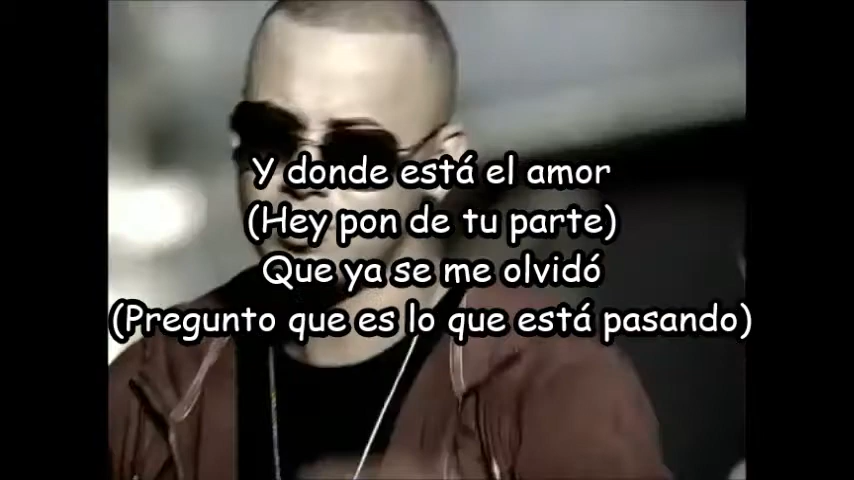 Y donde está el amor
(Hey pon de tu parte)
Que ya se me olvidó
(Pregunto que es lo que está pasando)